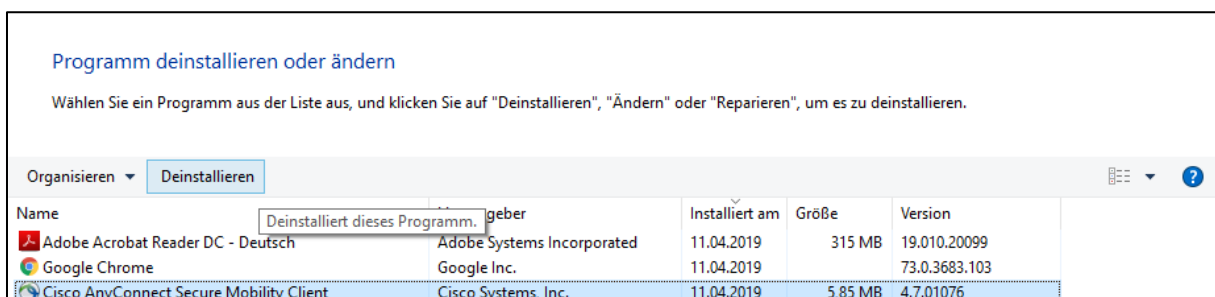 Programm deinstallieren oder ändern
Wählen Sie ein Programm aus der Liste aus, und klicken Sie auf "Deinstallieren", "Ändern" oder "Reparieren", um es zu deinstallieren.
Organisieren Deinstallieren
Name geber Installiert am Größe Version
Deinstalliert dieses Programm.
Adobe Acrobat Reader DC - Deutsch Adobe Systems Incorporated 11.04.2019 315 MB 19.010.20099
Google Chrome Google Inc. 11.04.2019 73.0.3683.103
Cisco AnyConnect Secure Mobility Client Cisco Systems, Inc. 11.04.2019 5,85 MB 4.7.01076